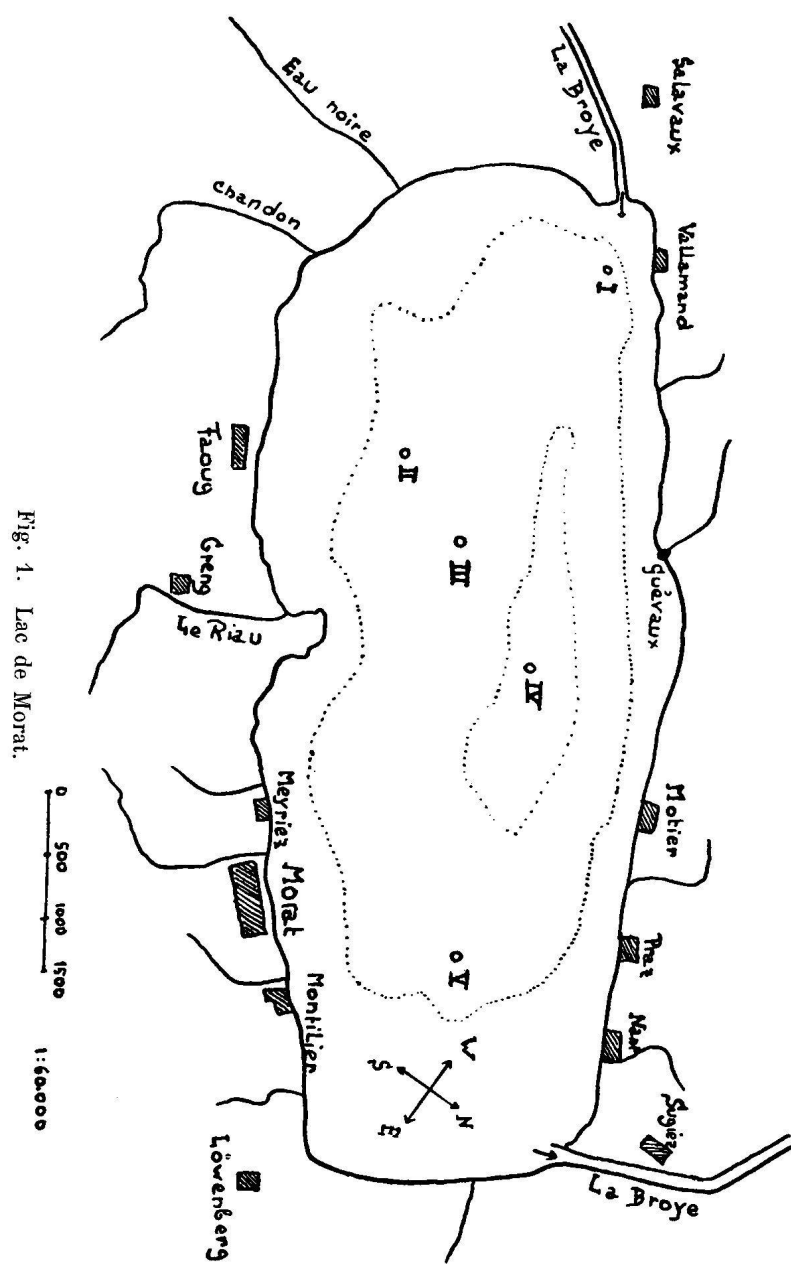 Salavaux
La Broye
Vallamand
Eau noire
Chandon
I
II
III
IV
V
Guévaux
Faoug
Greng
Le Riau
Motier
Meyriez
Morat
Praz
Nant
Montilier
W
N
S
E
Sugiez
La Broye
Löwenberg
0
500
1000
1500
1:60.000
Fig. 1. Lac de Morat.